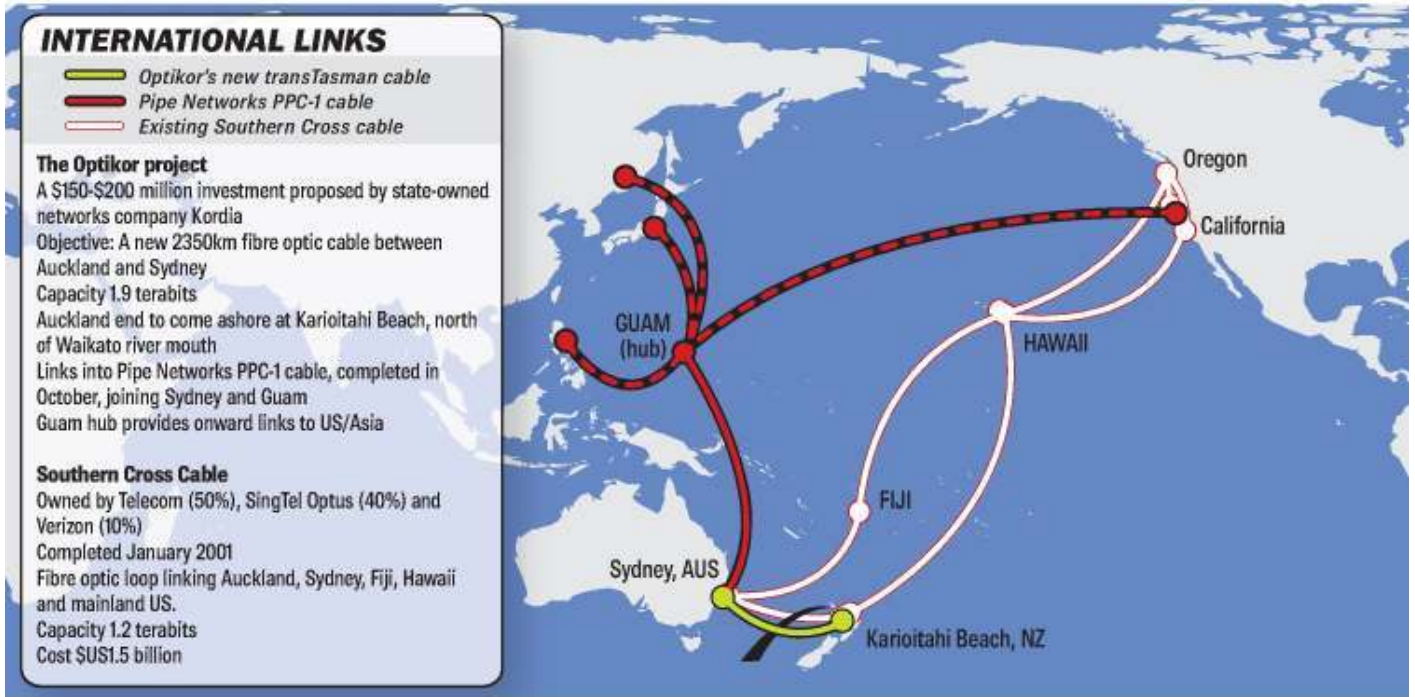 INTERNATIONAL LINKS
Optikor's new transTasman cable
Pipe Networks PPC-1 cable
Existing Southern Cross cable
The Optikor project
A $150-$200 million investment proposed by state-owned
networks company Kordia
Objective: A new 2350km fibre optic cable between
Auckland and Sydney
Capacity 1.9 terabits
Auckland end to come ashore at Karioitahi Beach, north
of Waikato river mouth
Links into Pipe Networks PPC-1 cable, completed in
October, joining Sydney and Guam
Guam hub provides onward links to US/Asia
Southern Cross Cable
Owned by Telecom (50%), SingTel Optus (40%) and
Verizon (10%)
Completed January 2001
Fibre optic loop linking Auckland, Sydney, Fiji, Hawaii
and mainland US.
Capacity 1.2 terabits
Cost $US1.5 billion
Oregon
California
GUAM
(hub)
HAWAII
FIJI
Sydney, AUS
Karioitahi Beach, NZ